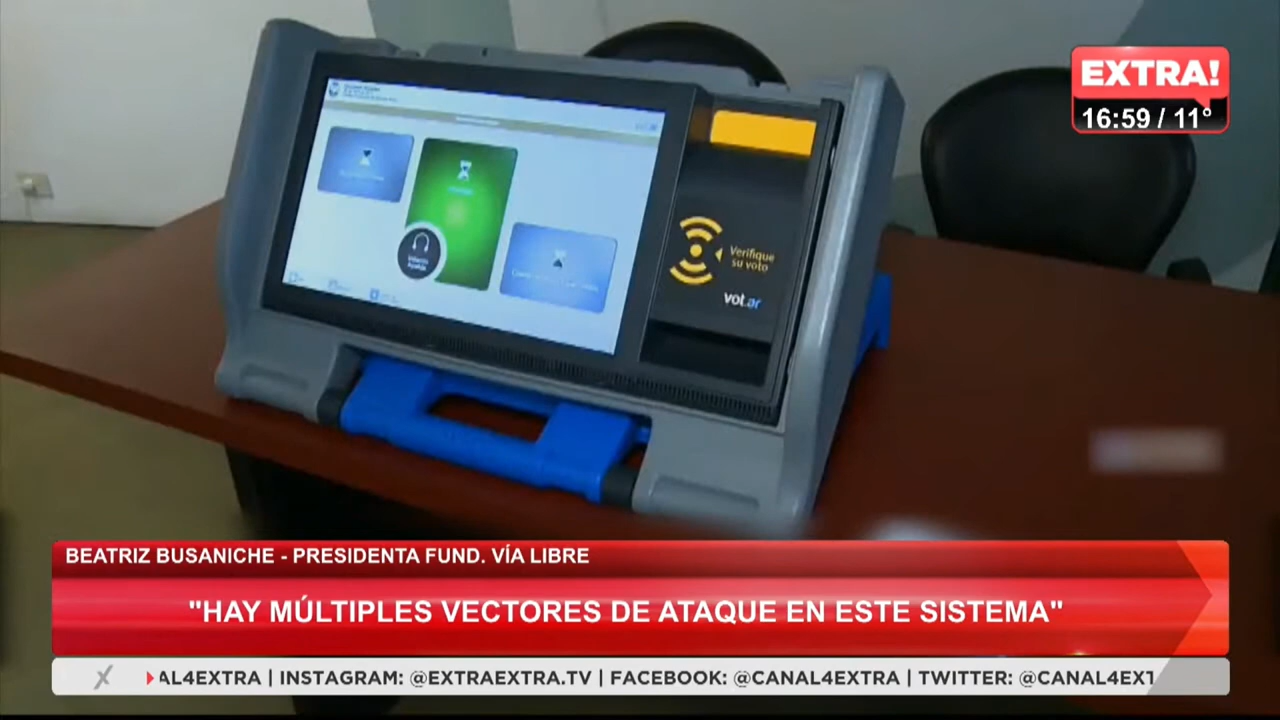 EXTRA!
16:59 / 11°
Verifique
su voto
vot.ar
BEATRIZ BUSANICHE - PRESIDENTA FUND. VÍA LIBRE
"HAY MÚLTIPLES VECTORES DE ATAQUE EN ESTE SISTEMA"
AL4EXTRA | INSTAGRAM: @EXTRAEXTRA.TV | FACEBOOK: @CANAL4EXTRA | TWITTER: @CANAL4EXT